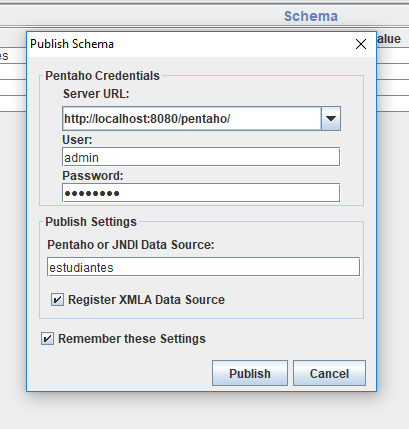 Schema
Publish Schema
alue
es
Pentaho Credentials
Server URL:
http://localhost:8080/pentaho/
User:
admin
Password:
●●●●●●●●
Publish Settings
Pentaho or JNDI Data Source:
estudiantes
Register XMLA Data Source
Remember these Settings
Publish Cancel